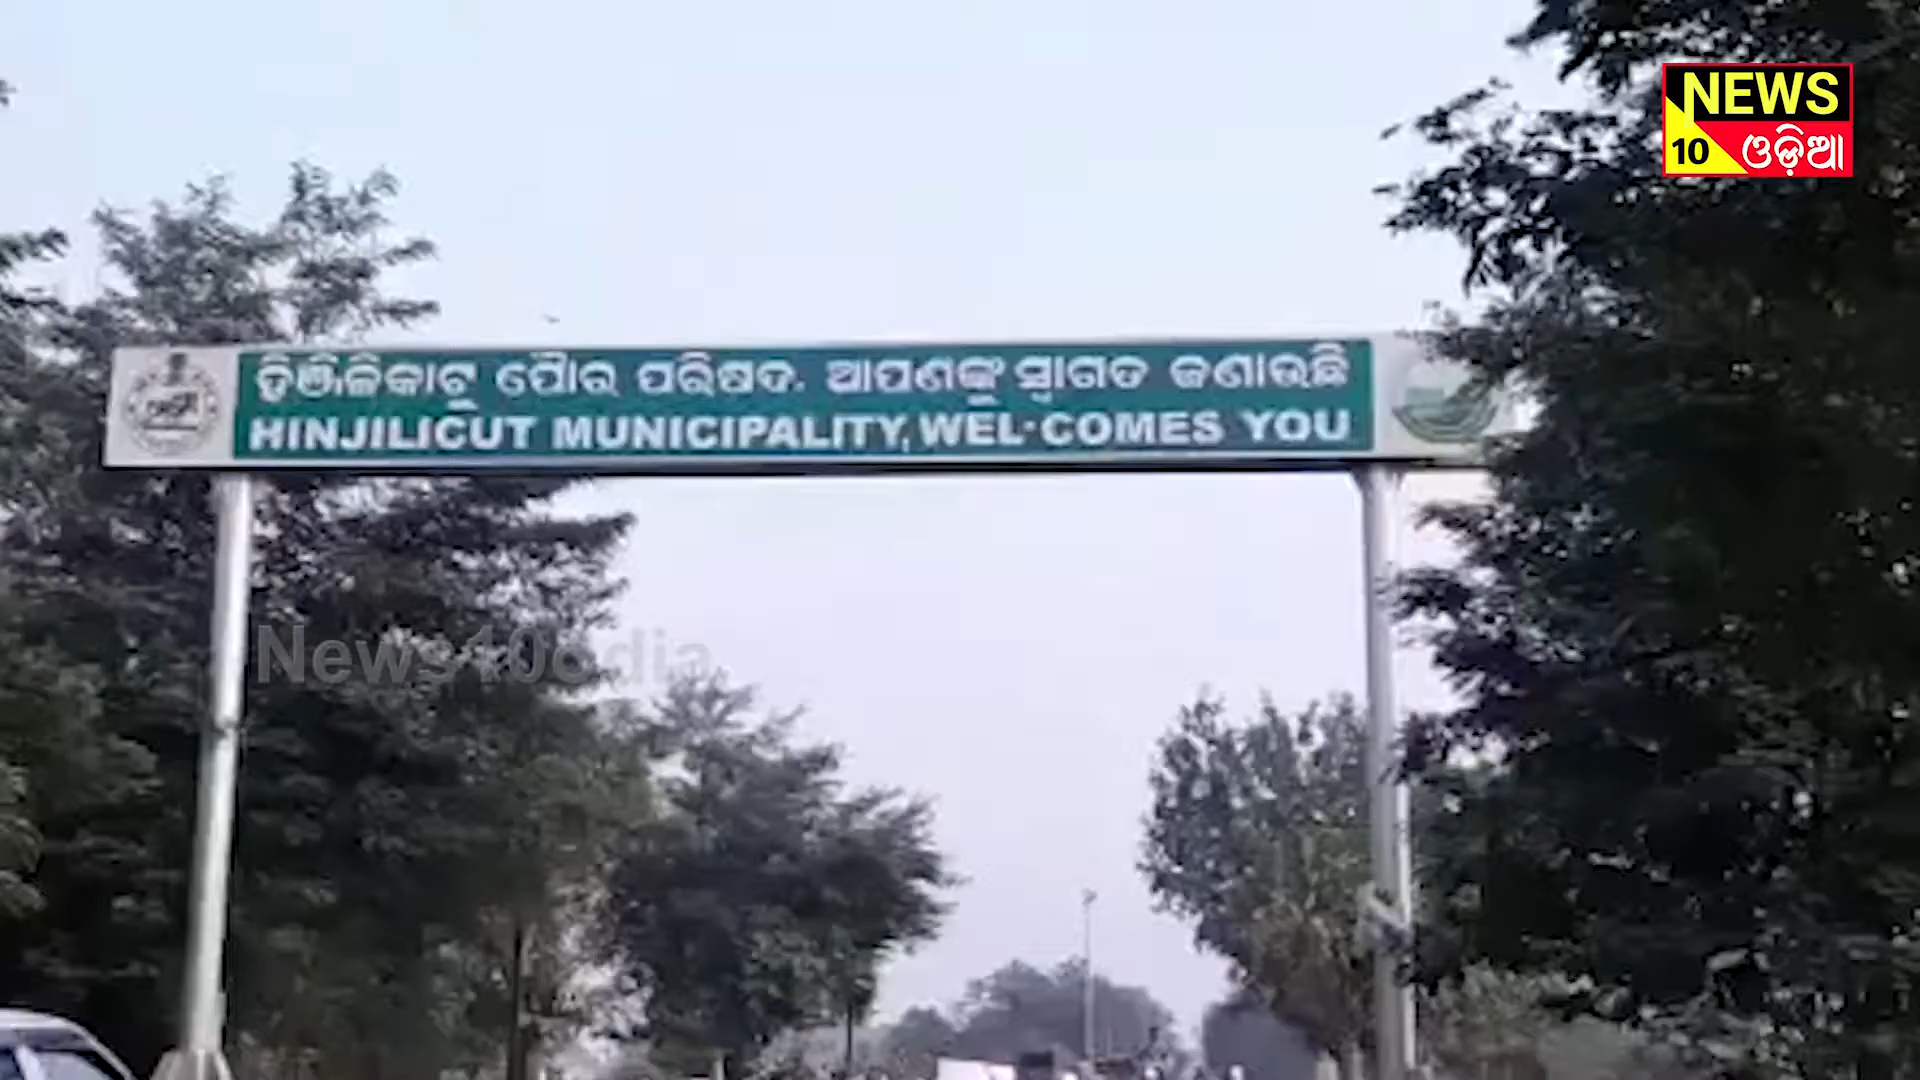 NEWS
10 ଓଡ଼ିଆ
ହିଞ୍ଜିଳିକାଟୁ ପୌର ପରିଷଦ. ଆପଣଙ୍କୁ ସ୍ୱାଗତ ଜଣାଉଛି
HINJILICUT MUNICIPALITY, WEL·COMES YOU
News10odia